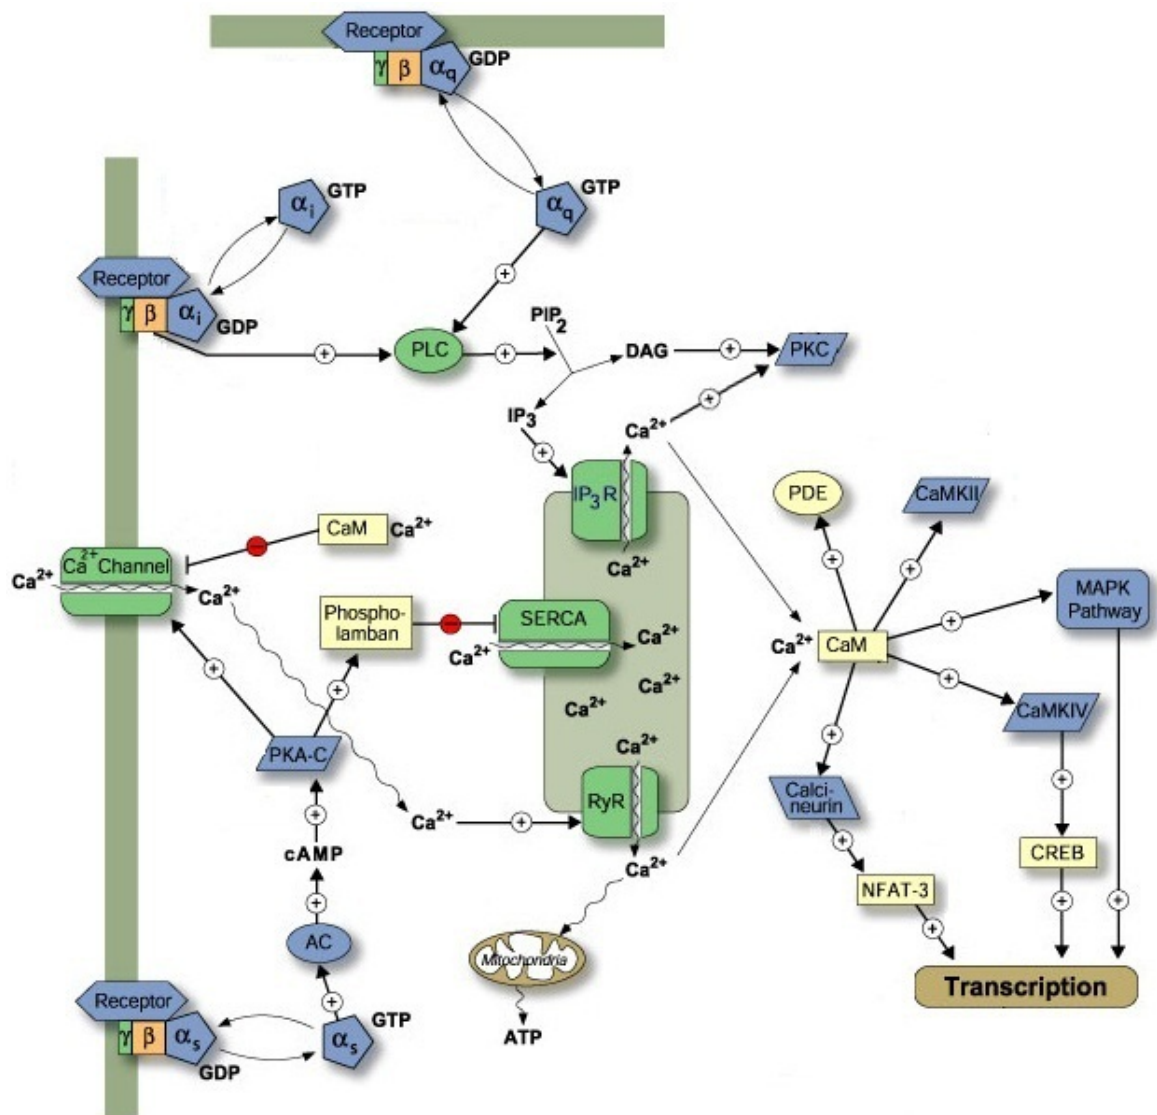 Receptor
γ β αq GDP
αq GTP
αi GTP
Receptor
γ β αi GDP
PLC
PIP2
DAG
PKC
IP3
Ca2+
IP3R
Ca2+
PDE
CaMKII
CaM Ca2+
Ca2+ Ca2+ Channel
Ca2+
Phospho-
lamban
SERCA
Ca2+
Ca2+
Ca2+
Ca2+
Ca2+ CaM
MAPK
Pathway
CaMKIV
PKA-C
Ca2+
RyR
Ca2+
Calci-
neurin
Ca2+
cAMP
CREB
NFAT-3
AC
Mitochondria
Transcription
Receptor
γ β αs GDP
αs GTP
ATP